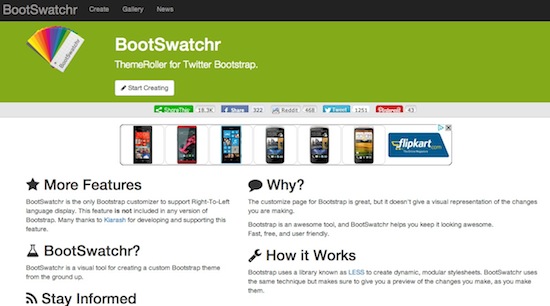 BootSwatchr Create Gallery News
BootSwatchr
ThemeRoller for Twitter Bootstrap.
Start Creating
ShareThis 18.3K Share 322 Reddit 468 Tweet 1251 Pinterest 43
flipkart.com
The Online Megastore
More Features
BootSwatchr is the only Bootstrap customizer to support Right-To-Left
language display. This feature is not included in any version of
Bootstrap. Many thanks to Kiarash for developing and supporting this
feature.
BootSwatchr?
BootSwatchr is a visual tool for creating a custom Bootstrap theme
from the ground up.
Stay Informed
Why?
The customize page for Bootstrap is great, but it doesn't give a visual representation of the changes
you are making.
Bootstrap is an awesome tool, and BootSwatchr helps you keep it looking awesome.
Fast, free, and user friendly.
How it Works
Bootstrap uses a library known as LESS to create dynamic, modular stylesheets. BootSwatchr uses
the same technique but makes sure to give you a preview of the changes you make, as you make
them.